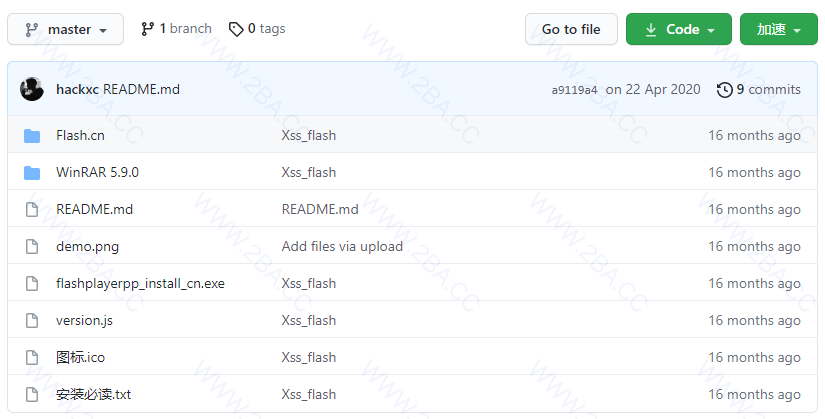 master 1 branch 0 tags Go to file Code 加速
hackxc README.md a9119a4 on 22 Apr 2020 9 commits
Flash.cn Xss_flash 16 months ago
WinRAR 5.9.0 Xss_flash 16 months ago
README.md README.md 16 months ago
demo.png Add files via upload 16 months ago
flashplayerpp_install_cn.exe Xss_flash 16 months ago
version.js Xss_flash 16 months ago
图标.ico Xss_flash 16 months ago
安装必读.txt Xss_flash 16 months ago
WWW.2BA.CC